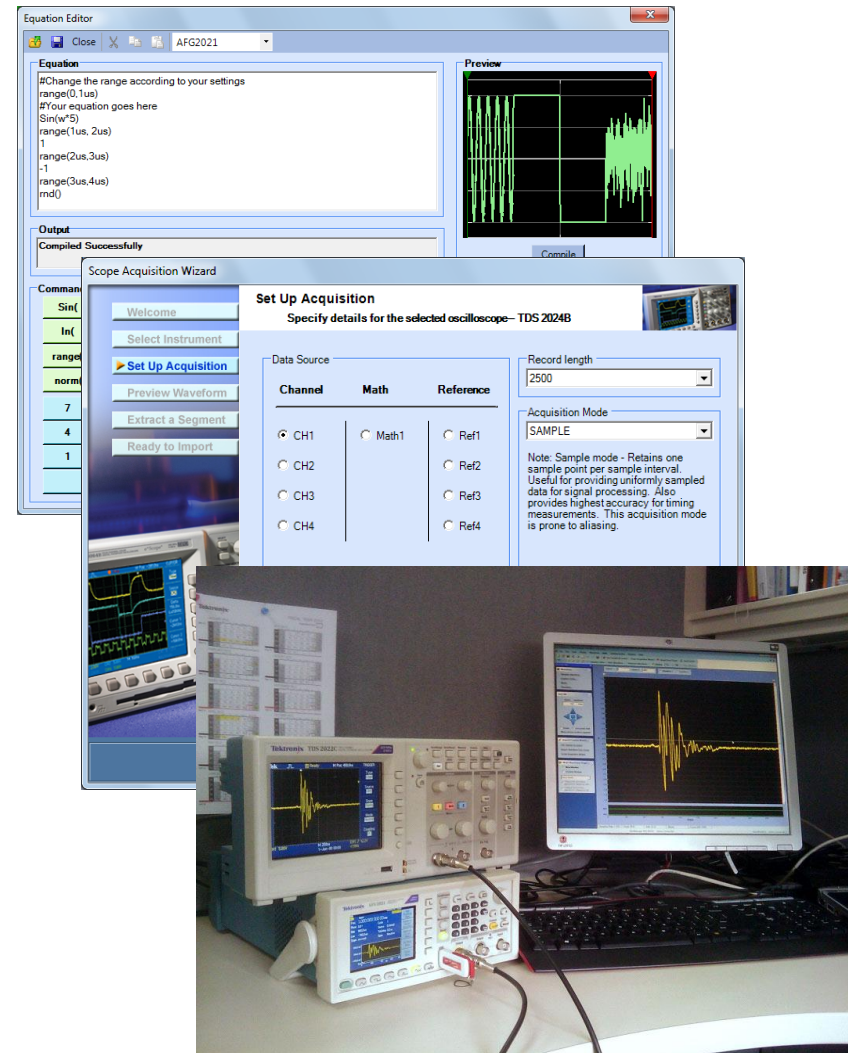 Equation Editor
Close
AFG2021
Equation
#Change the range according to your settings
range(0,1us)
#Your equation goes here
Sin(w*5)
range(1us, 2us)
1
range(2us,3us)
-1
range(3us,4us)
rnd()
Preview
Output
Compiled Successfully
Compile
Comman
Sin(
ln(
range(
norm(
7
4
1
Scope Acquisition Wizard
Welcome
Select Instrument
Set Up Acquisition
Preview Waveform
Extract a Segment
Ready to Import
Set Up Acquisition
Specify details for the selected oscilloscope– TDS 2024B
Data Source
Channel Math Reference
CH1 Math1 Ref1
CH2 Ref2
CH3 Ref3
CH4 Ref4
Record length
2500
Acquisition Mode
SAMPLE
Note: Sample mode - Retains one
sample point per sample interval.
Useful for providing uniformly sampled
data for signal processing. Also
provides highest accuracy for timing
measurements. This acquisition mode
is prone to aliasing.
Tektronix
Tektronix TDS 2022C
Tektronix